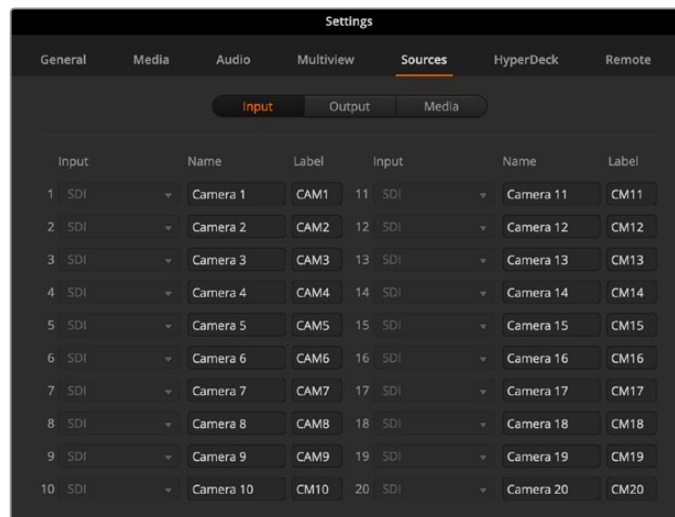 Settings
General Media Audio Multiview Sources HyperDeck Remote
Input Output Media
Input Name Label Input Name Label
1 SDI Camera 1 CAM1 11 SDI Camera 11 CM11
2 SDI Camera 2 CAM2 12 SDI Camera 12 CM12
3 SDI Camera 3 CAM3 13 SDI Camera 13 CM13
4 SDI Camera 4 CAM4 14 SDI Camera 14 CM14
5 SDI Camera 5 CAM5 15 SDI Camera 15 CM15
6 SDI Camera 6 CAM6 16 SDI Camera 16 CM16
7 SDI Camera 7 CAM7 17 SDI Camera 17 CM17
8 SDI Camera 8 CAM8 18 SDI Camera 18 CM18
9 SDI Camera 9 CAM9 19 SDI Camera 19 CM19
10 SDI Camera 10 CM10 20 SDI Camera 20 CM20